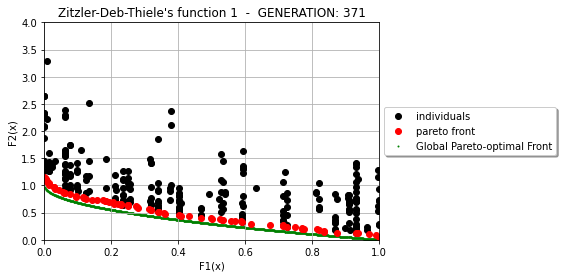 Zitzler-Deb-Thiele's function 1  -  GENERATION: 371
4.0
3.5
3.0
2.5
2.0
1.5
1.0
0.5
0.0
F2(x)
0.0 0.2 0.4 0.6 0.8 1.0
F1(x)
individuals
pareto front
Global Pareto-optimal Front